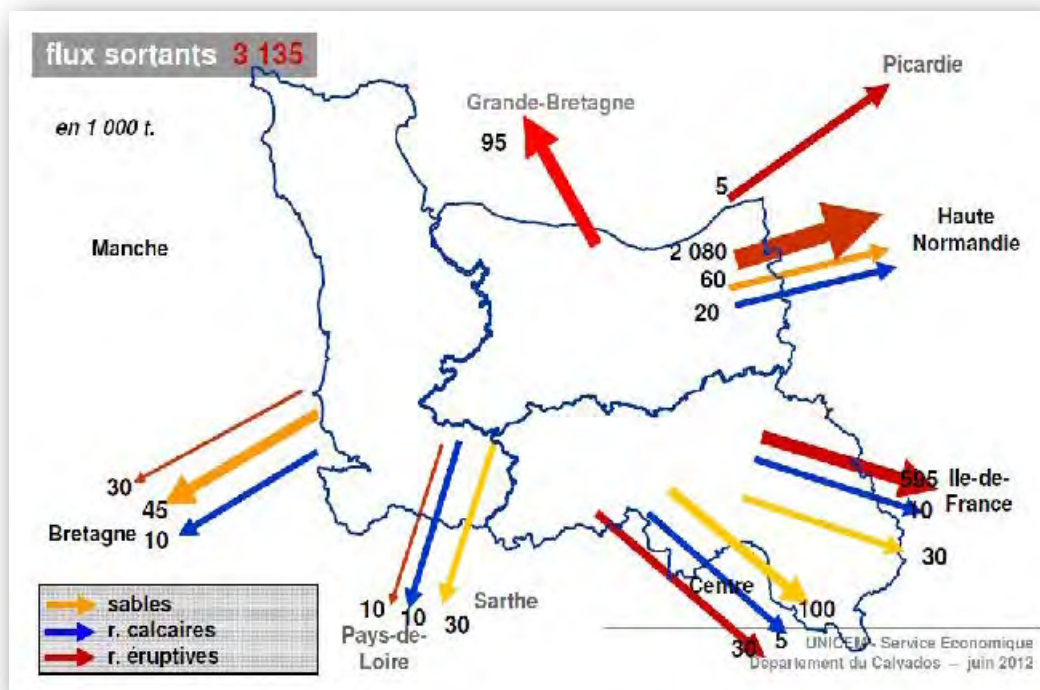 flux sortants 3 135
en 1 000 t.
Picardie
Grande-Bretagne
95
5
Manche
Haute
Normandie
2 080
60
20
30
45
Bretagne
10
595
Ile-de-
France
10
30
Centre
100
5
30
10
10
30
Sarthe
Pays-de-
Loire
sables
r. calcaires
r. éruptives
UNICEM - Service Economique
Département du Calvados – juin 2012